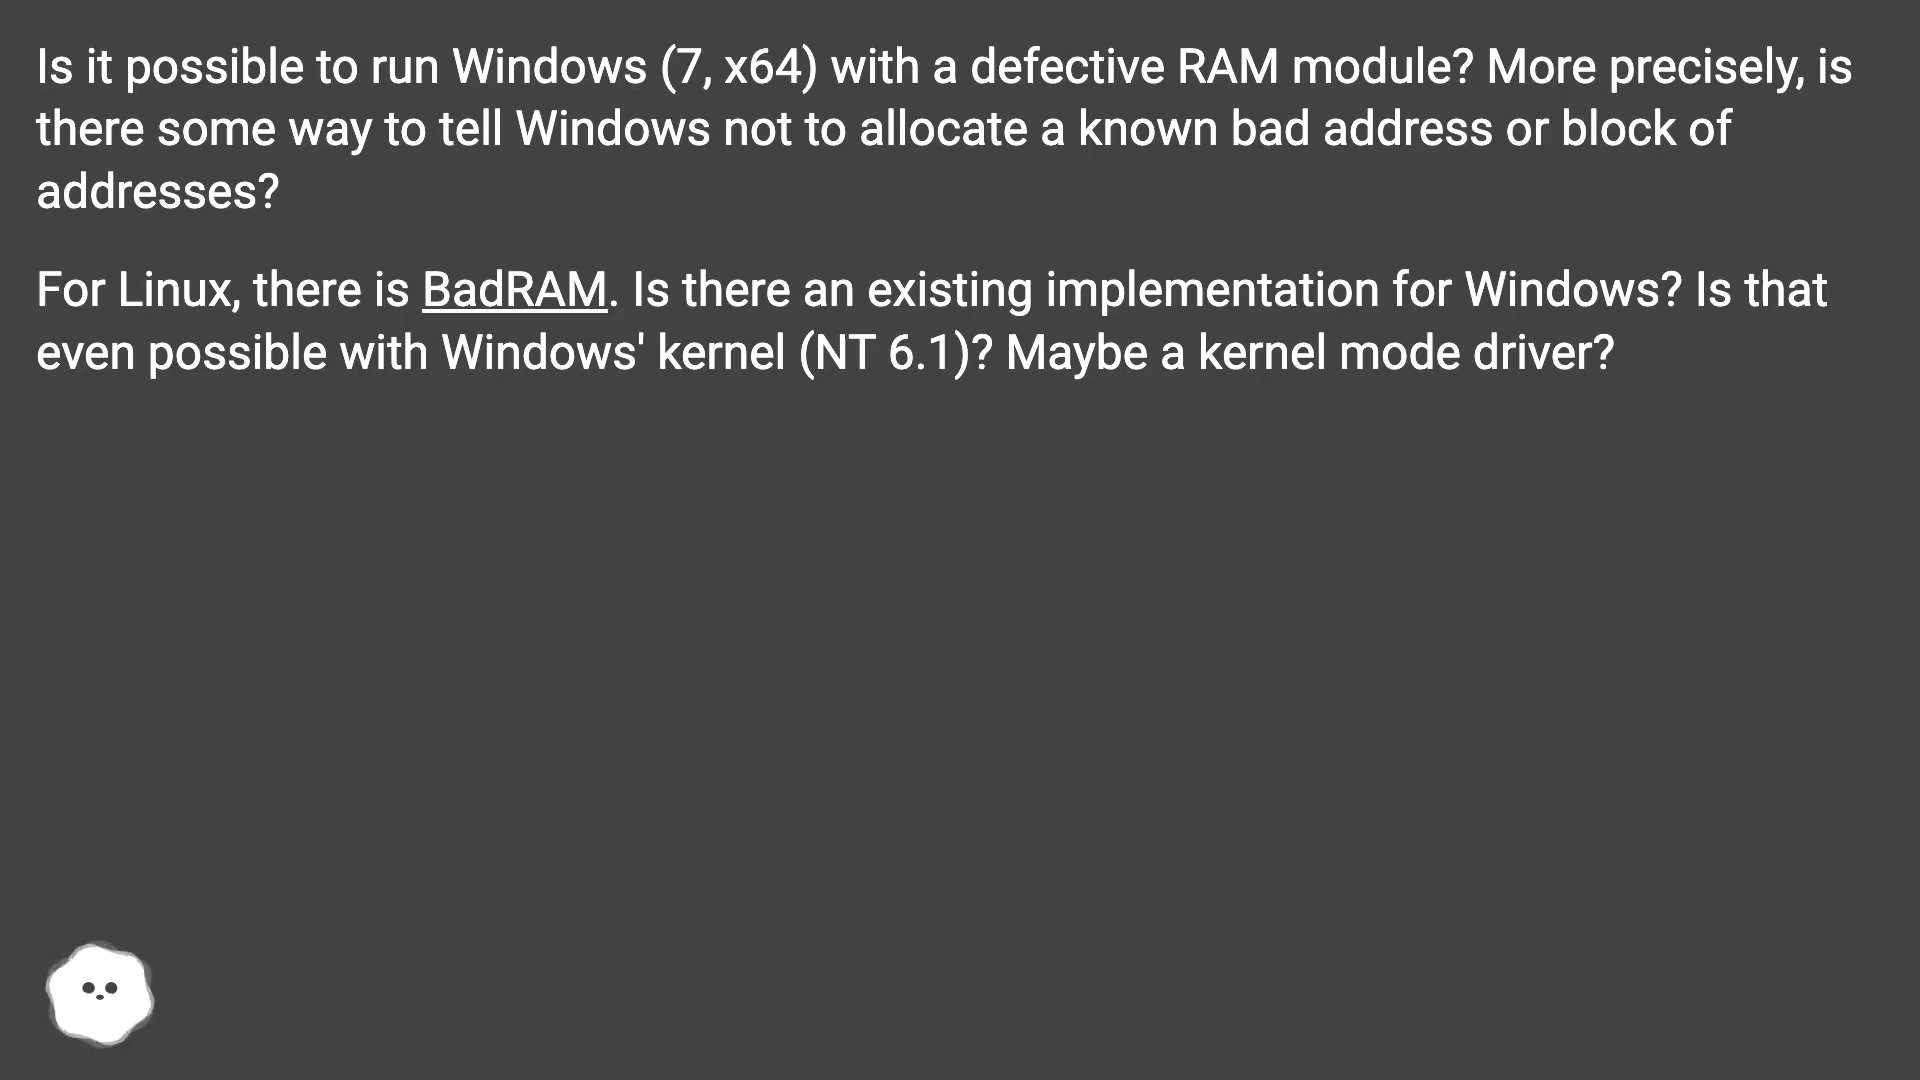 Is it possible to run Windows (7, x64) with a defective RAM module? More precisely, is
there some way to tell Windows not to allocate a known bad address or block of
addresses?
For Linux, there is BadRAM. Is there an existing implementation for Windows? Is that
even possible with Windows' kernel (NT 6.1)? Maybe a kernel mode driver?